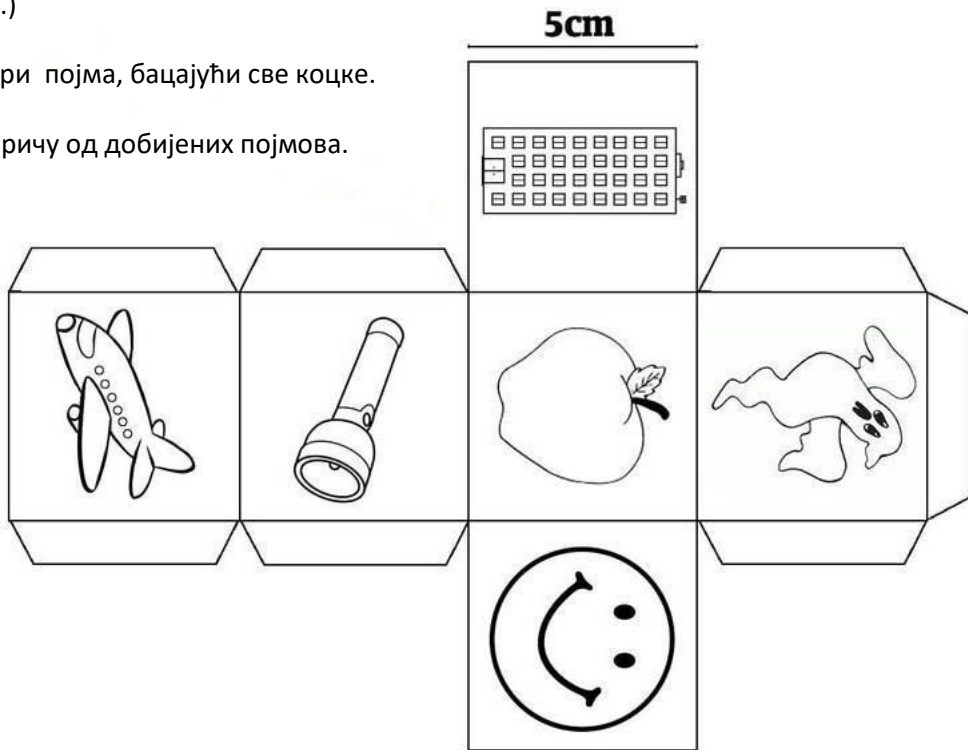 .)
5cm
ри појма, бацајући све коцке.
ричу од добијених појмова.